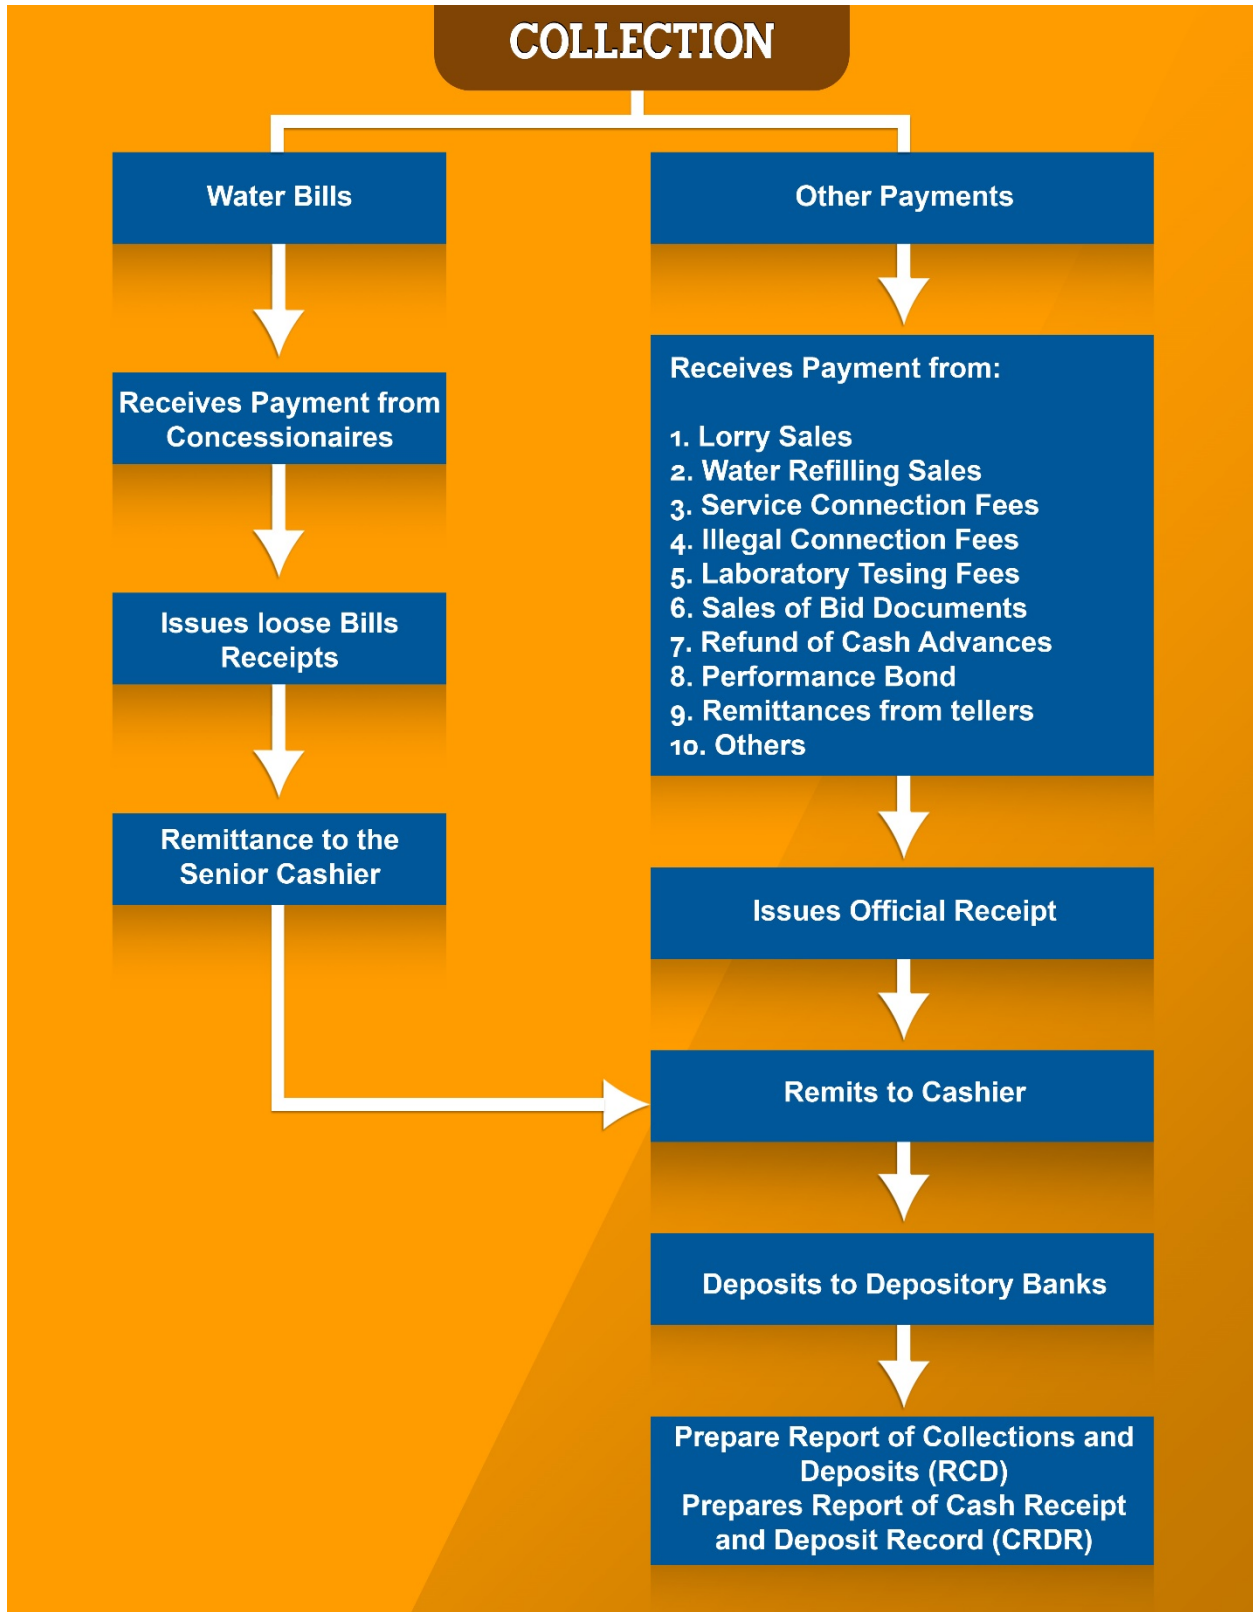 COLLECTION
Water Bills
Receives Payment from
Concessionaires
Issues loose Bills
Receipts
Remittance to the
Senior Cashier
Other Payments
Receives Payment from:
1. Lorry Sales
2. Water Refilling Sales
3. Service Connection Fees
4. Illegal Connection Fees
5. Laboratory Tesing Fees
6. Sales of Bid Documents
7. Refund of Cash Advances
8. Performance Bond
9. Remittances from tellers
10. Others
Issues Official Receipt
Remits to Cashier
Deposits to Depository Banks
Prepare Report of Collections and
Deposits (RCD)
Prepares Report of Cash Receipt
and Deposit Record (CRDR)